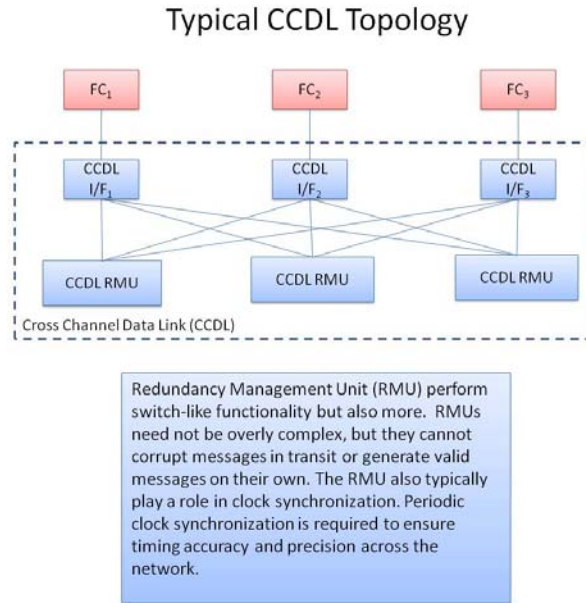 Typical CCDL Topology
FC₁
FC₂
FC₃
CCDL
I/F₁
CCDL
I/F₂
CCDL
I/F₃
CCDL RMU
CCDL RMU
CCDL RMU
Cross Channel Data Link (CCDL)
Redundancy Management Unit (RMU) perform
switch-like functionality but also more.  RMUs
need not be overly complex, but they cannot
corrupt messages in transit or generate valid
messages on their own. The RMU also typically
play a role in clock synchronization. Periodic
clock synchronization is required to ensure
timing accuracy and precision across the
network.